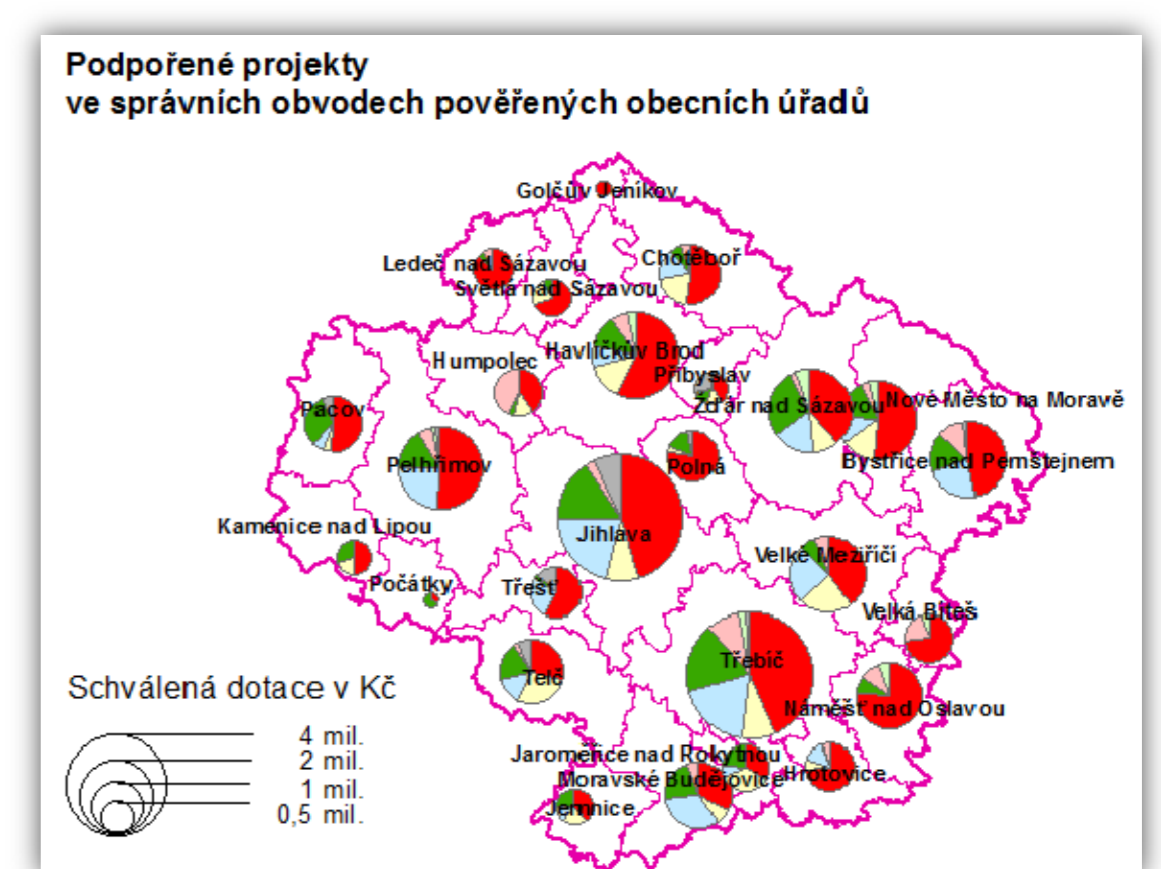 Podpořené projekty
ve správních obvodech pověřených obecních úřadů
Golčův Jeníkov
Chotěboř
Ledeč nad Sázavou
Světlá nad Sázavou
Havlíčkův Brod
Humpolec
Přibyslav
Nové Město na Moravě
Žďár nad Sázavou
Pacov
Pelhřimov
Polná
Bystřice nad Pernštejnem
Kamenice nad Lipou
Jihlava
Velké Meziříčí
Počátky
Třešť
Velká Bíteš
Třebíč
Telč
Schválená dotace v Kč
Náměšť nad Oslavou
4 mil.
2 mil.
1 mil.
0,5 mil.
Jaroměřice nad Rokytnou
Moravské Budějovice
Hrotovice
Jemnice